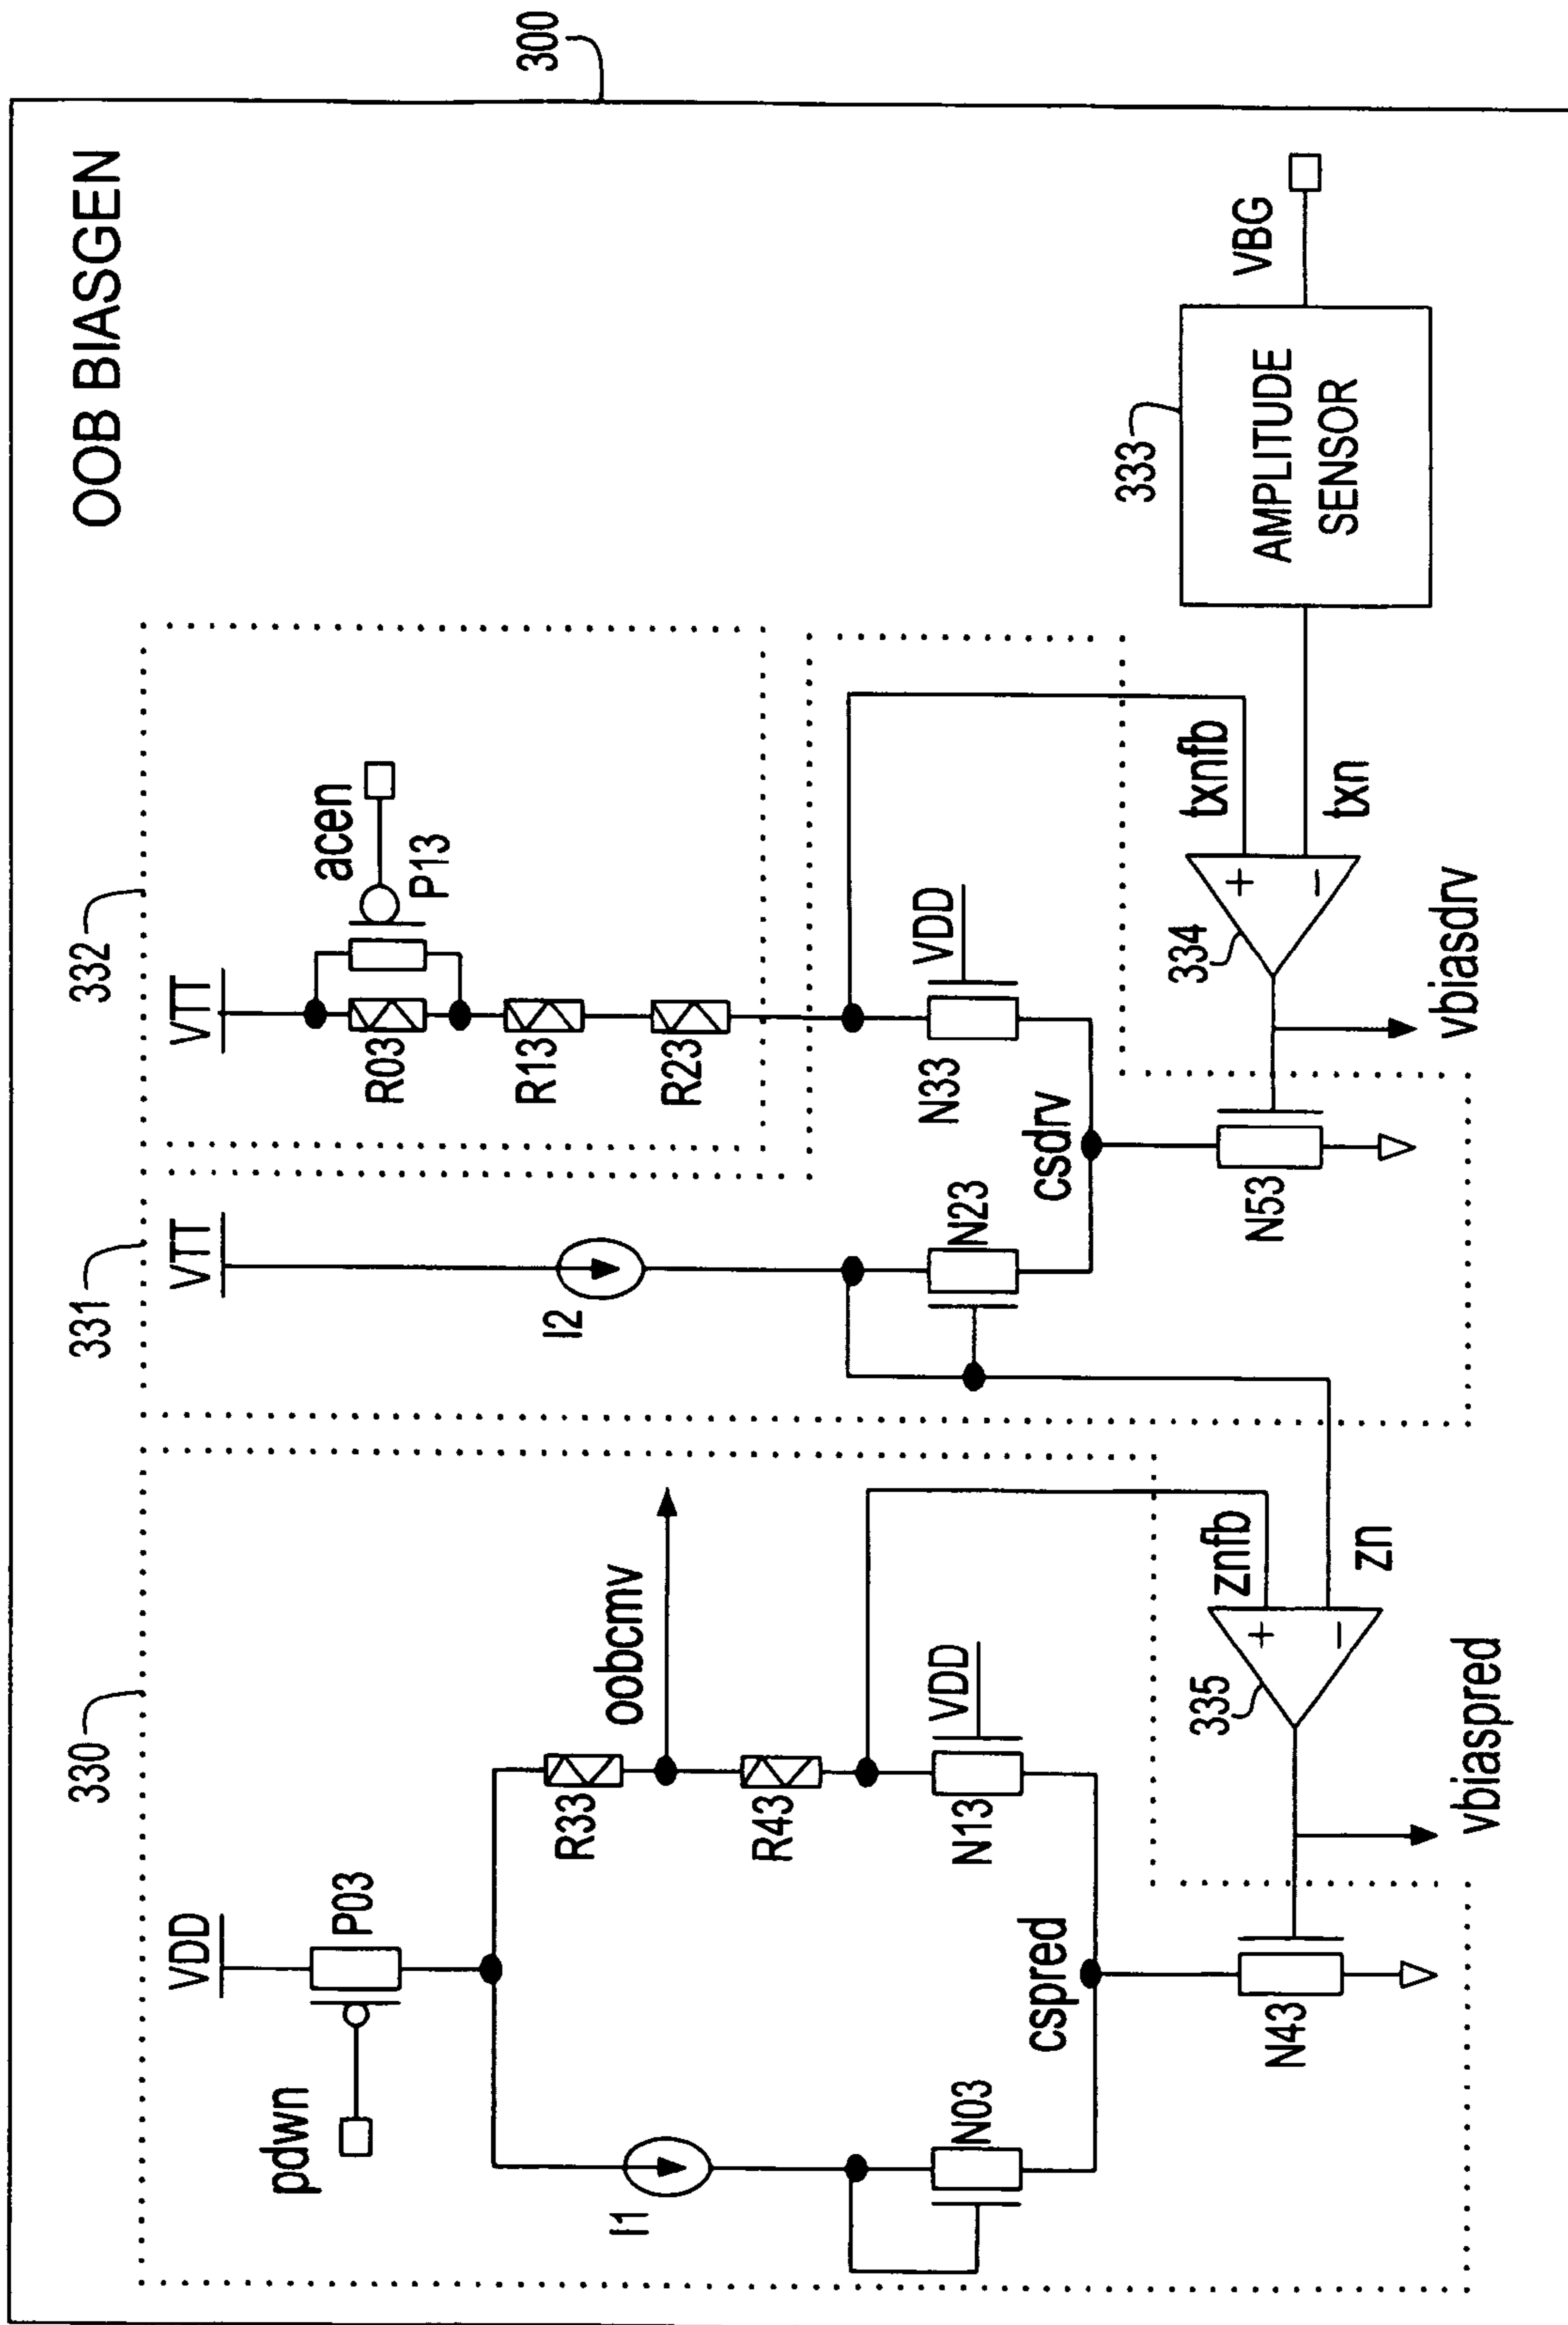 300
OOB BIASGEN
330
331
332
VDD
VTT
VTT
pdwn
P03
acen
P13
R03
R13
R23
I1
I2
R33
oobcmv
R43
N03
N13
VDD
N23
N33
VDD
cspred
csdrv
znfb
zn
txnfb
txn
335
+
−
334
+
−
333
AMPLITUDE
SENSOR
VBG
N43
N53
vbiaspred
vbiasdrv